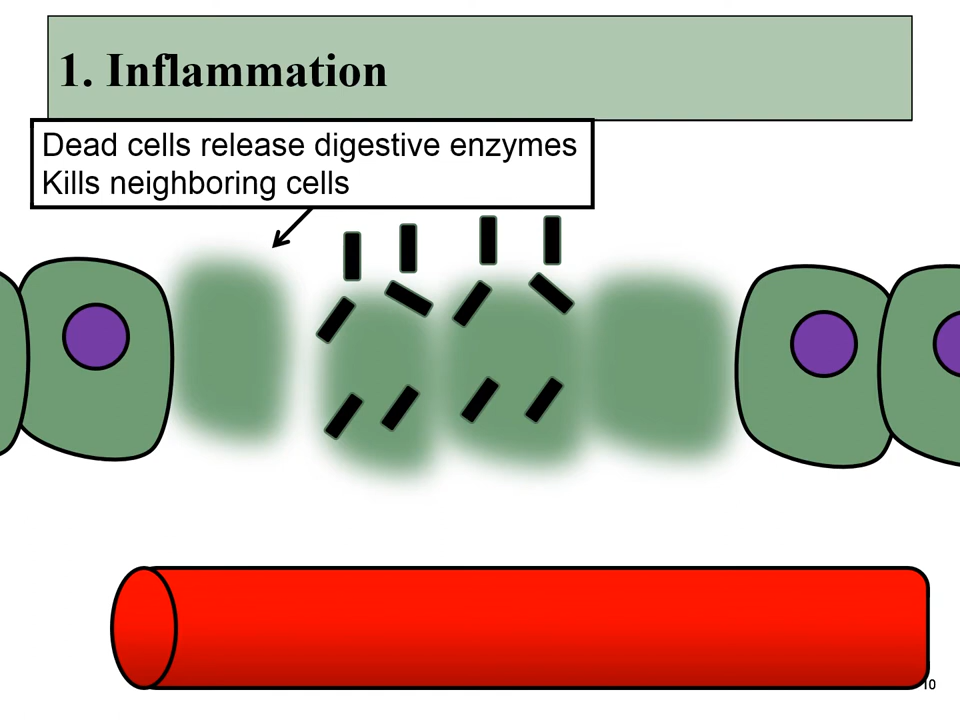 1. Inflammation
Dead cells release digestive enzymes
Kills neighboring cells
10